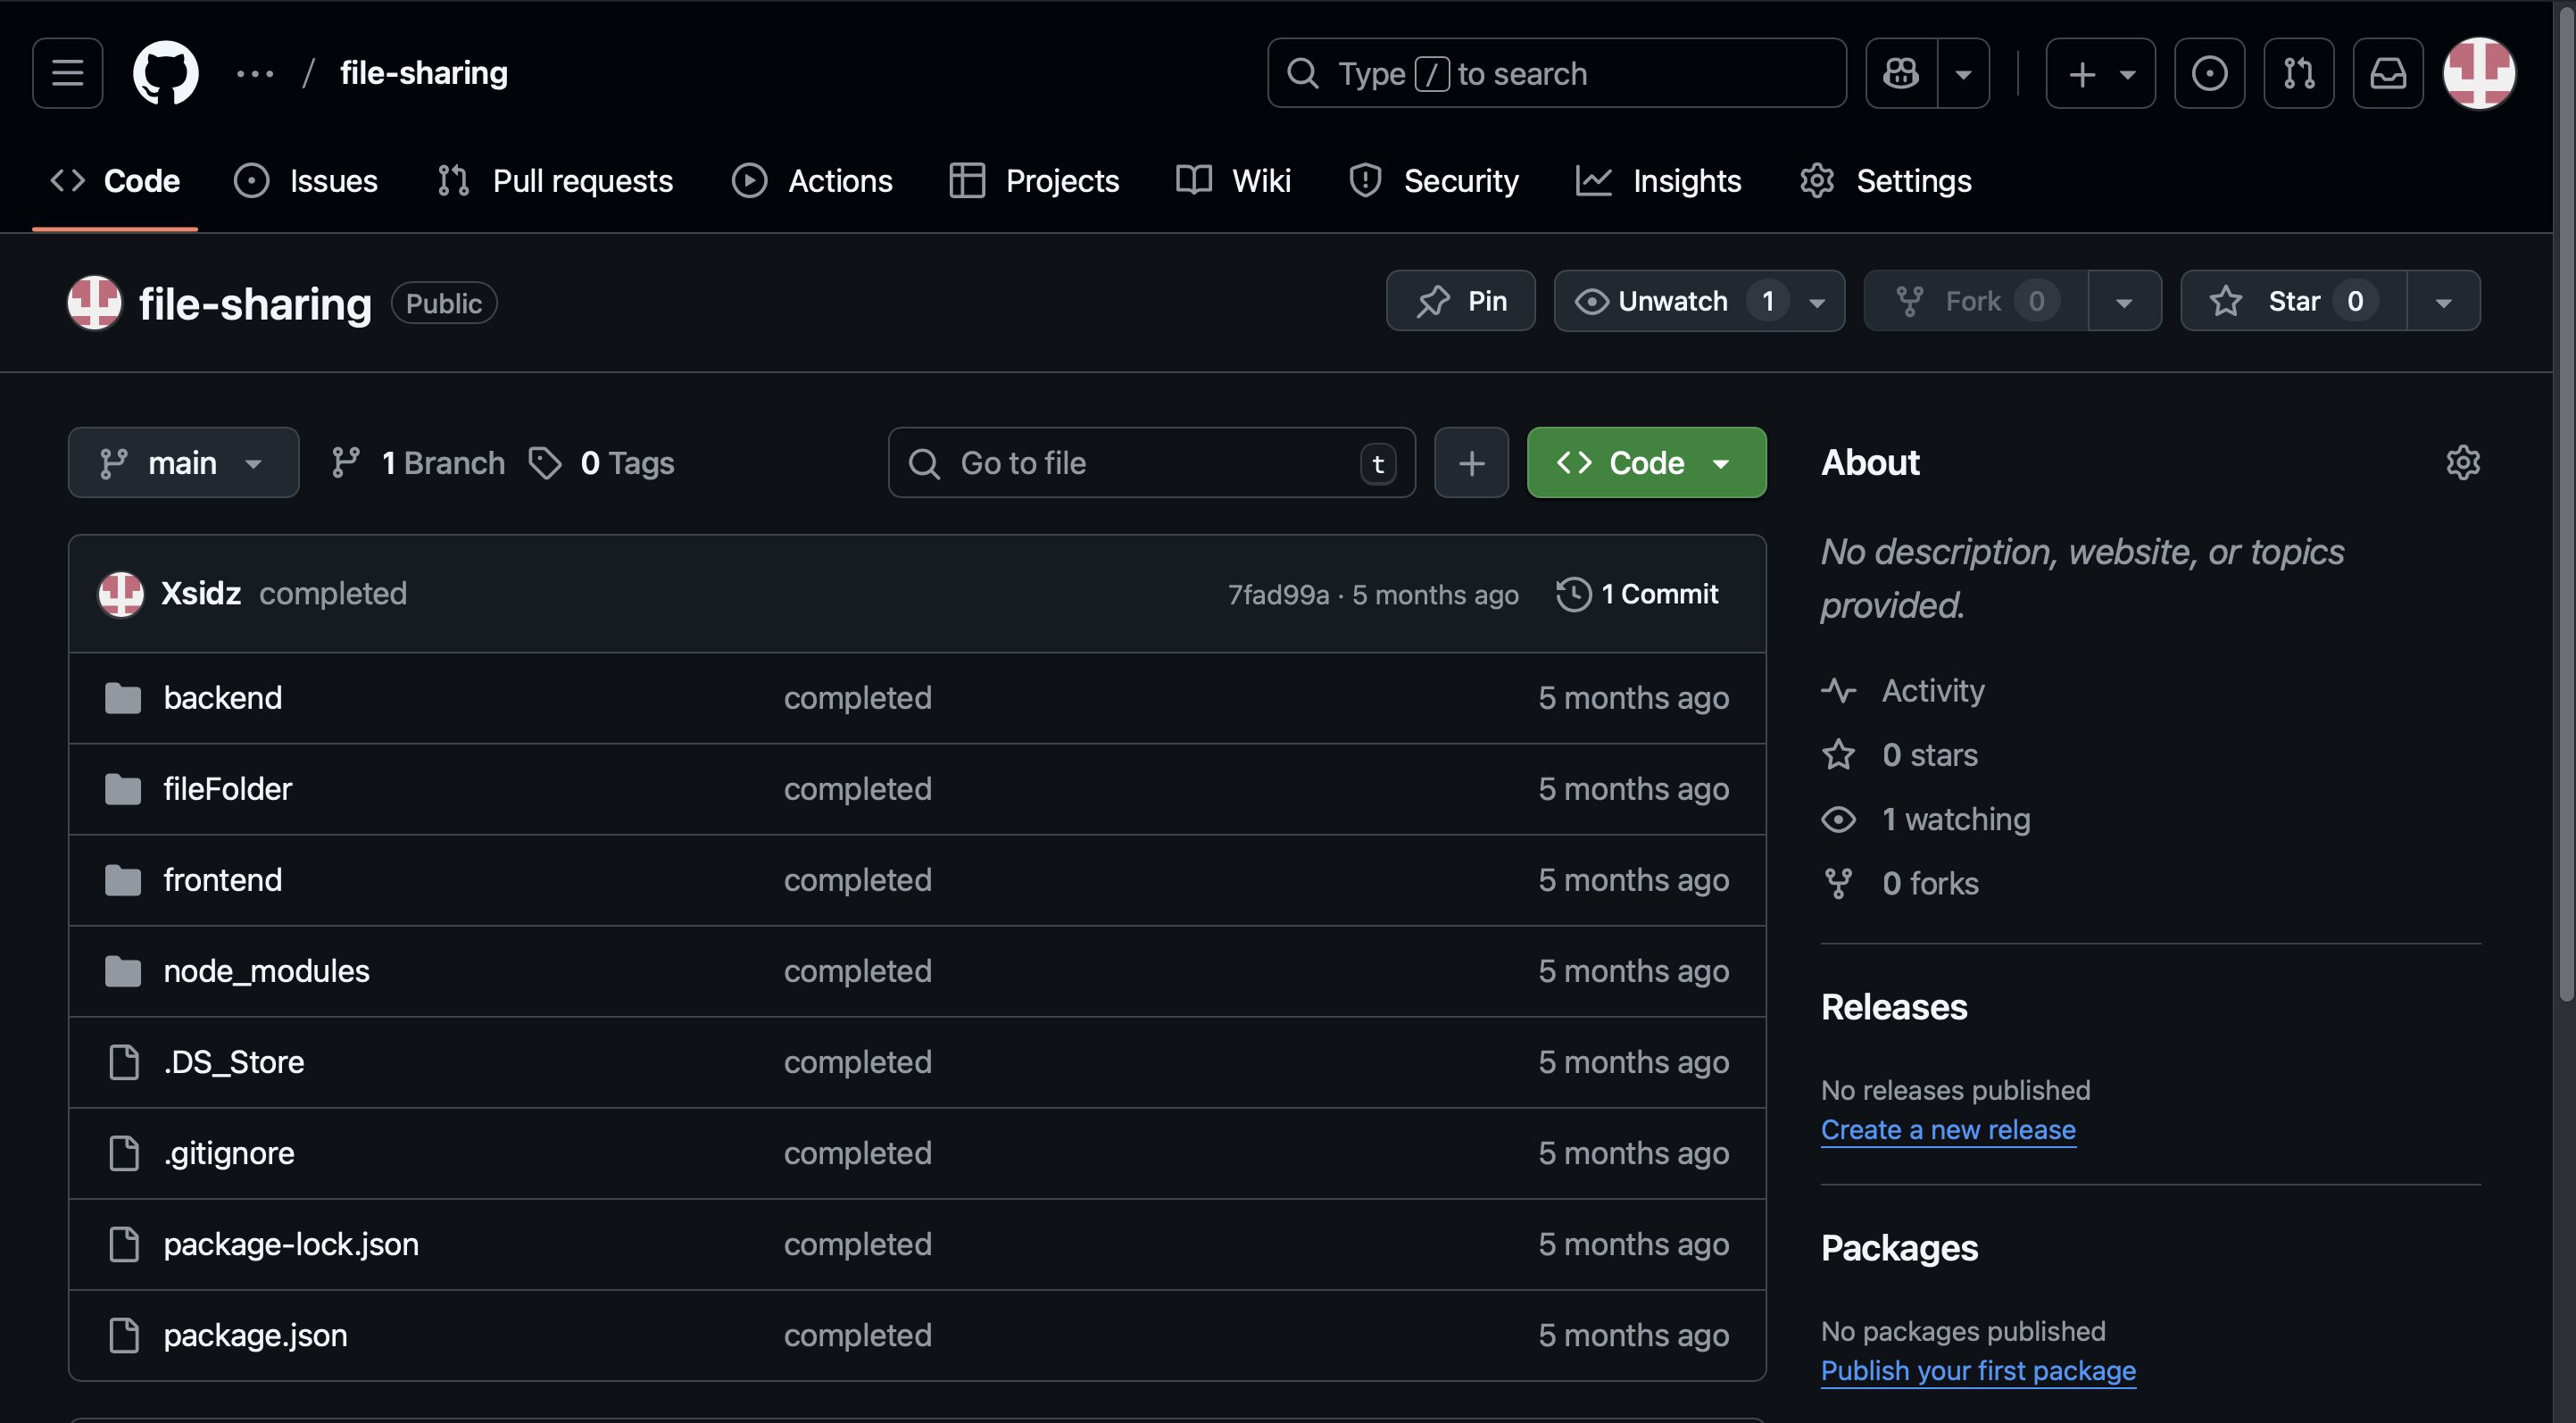 ... / file-sharing
Type / to search
Code Issues Pull requests Actions Projects Wiki Security Insights Settings
file-sharing Public
Pin Unwatch 1 Fork 0 Star 0
main 1 Branch 0 Tags
Go to file t
Code
Xsidz completed 7fad99a · 5 months ago 1 Commit
backend completed 5 months ago
fileFolder completed 5 months ago
frontend completed 5 months ago
node_modules completed 5 months ago
.DS_Store completed 5 months ago
.gitignore completed 5 months ago
package-lock.json completed 5 months ago
package.json completed 5 months ago
About
No description, website, or topics
provided.
Activity
0 stars
1 watching
0 forks
Releases
No releases published
Create a new release
Packages
No packages published
Publish your first package